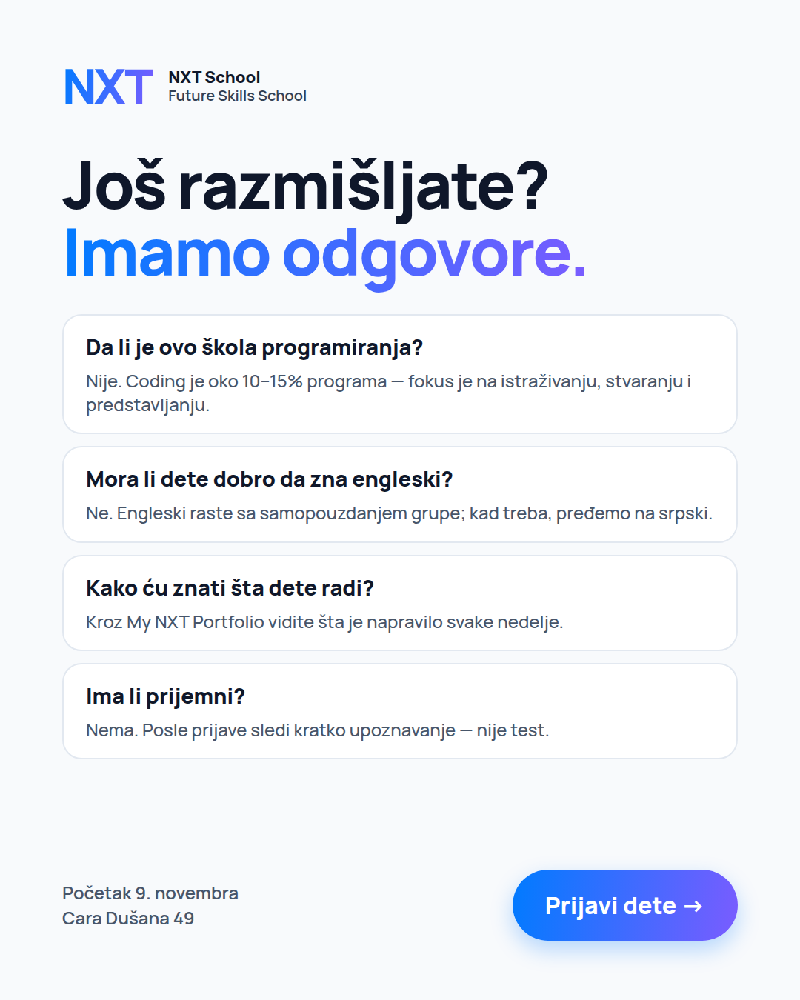 NXT
NXT School
Future Skills School
Još razmišljate?
Imamo odgovore.
Da li je ovo škola programiranja?
Nije. Coding je oko 10–15% programa — fokus je na istraživanju, stvaranju i
predstavljanju.
Mora li dete dobro da zna engleski?
Ne. Engleski raste sa samopouzdanjem grupe; kad treba, pređemo na srpski.
Kako ću znati šta dete radi?
Kroz My NXT Portfolio vidite šta je napravilo svake nedelje.
Ima li prijemni?
Nema. Posle prijave sledi kratko upoznavanje — nije test.
Početak 9. novembra
Cara Dušana 49
Prijavi dete →